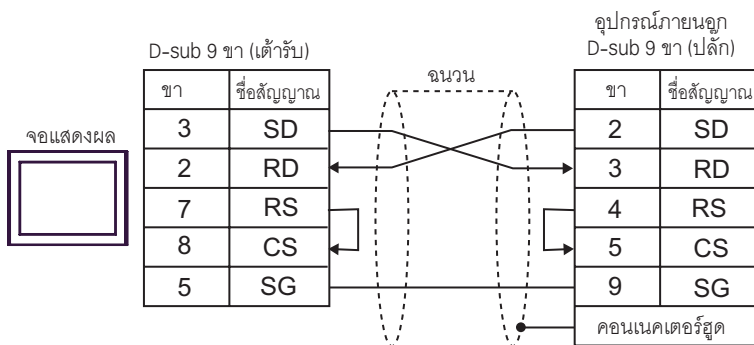 อุปกรณ์ภายนอก
D-sub 9 ขา (เต้ารับ)
D-sub 9 ขา (ปลั๊ก)
ขา ชื่อสัญญาณ
ฉนวน
ขา ชื่อสัญญาณ
จอแสดงผล
3 SD
2 SD
2 RD
3 RD
7 RS
4 RS
8 CS
5 CS
5 SG
9 SG
คอนเนคเตอร์ฮูด